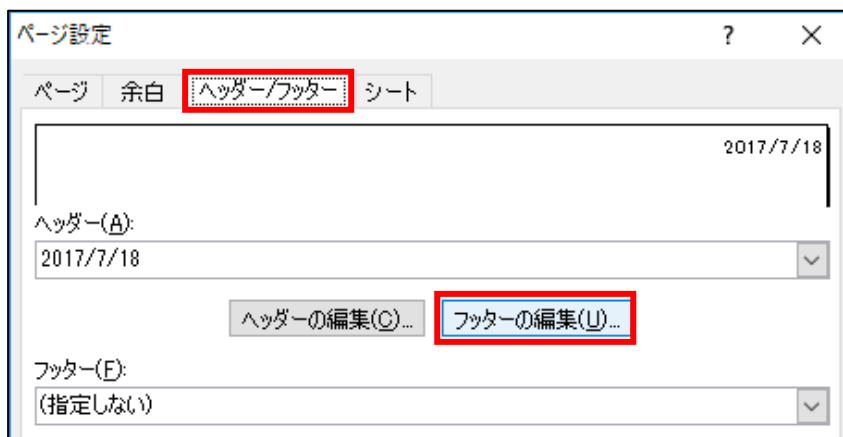 ページ設定 ? ×
ページ 余白 ヘッダー/フッター シート
2017/7/18
ヘッダー(A):
2017/7/18
ヘッダーの編集(C)... フッターの編集(U)...
フッター(F):
(指定しない)